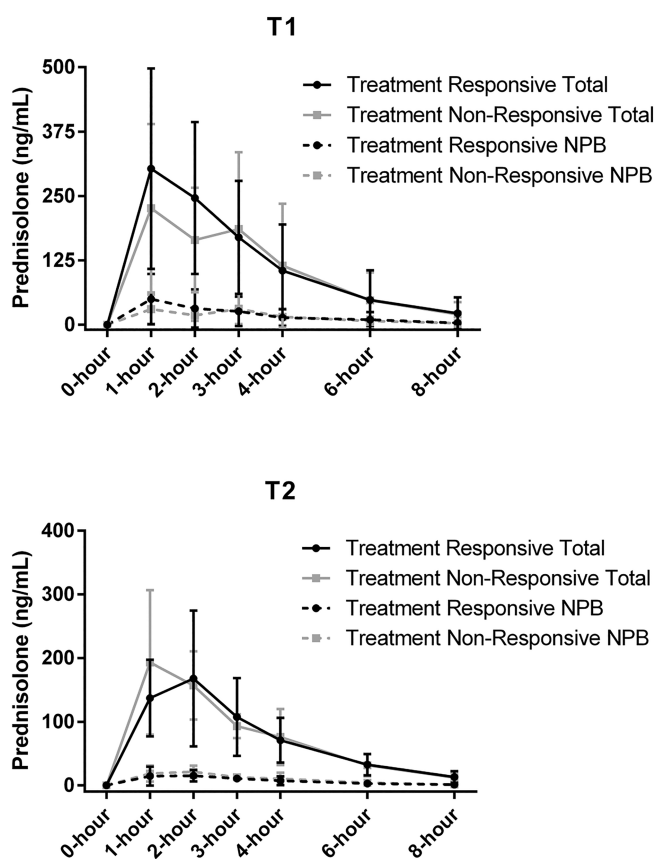 T1
Prednisolone (ng/mL)
500
375
250
125
0
Treatment Responsive Total
Treatment Non-Responsive Total
Treatment Responsive NPB
Treatment Non-Responsive NPB
0-hour
1-hour
2-hour
3-hour
4-hour
6-hour
8-hour
T2
Prednisolone (ng/mL)
400
300
200
100
0
Treatment Responsive Total
Treatment Non-Responsive Total
Treatment Responsive NPB
Treatment Non-Responsive NPB
0-hour
1-hour
2-hour
3-hour
4-hour
6-hour
8-hour